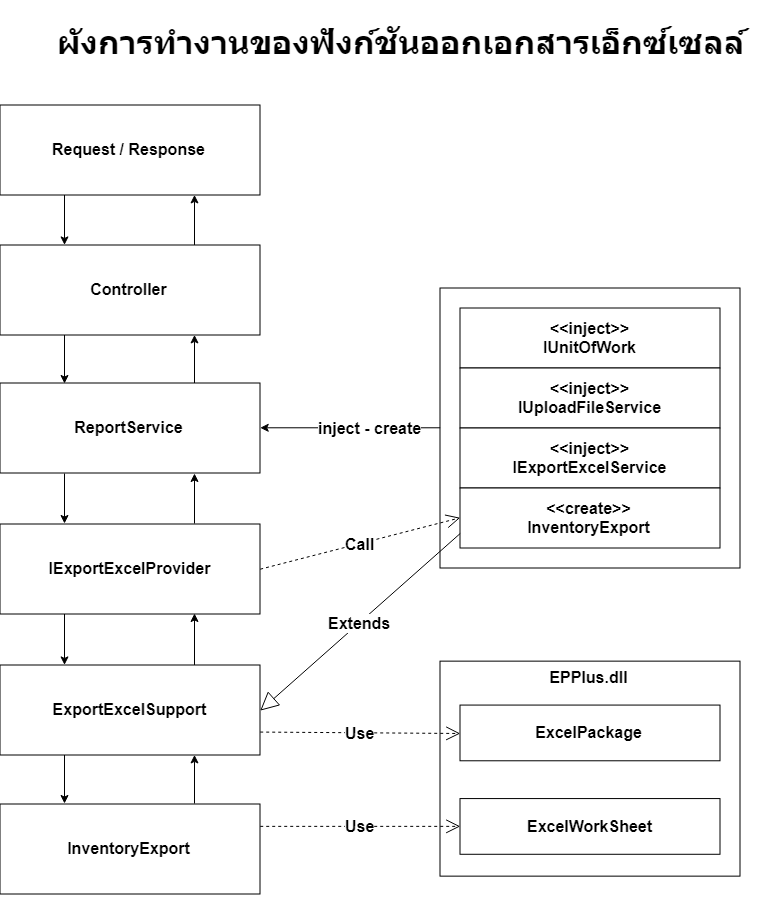 ผังการทำงานของฟังก์ชันออกเอกสารเอ็กซ์เซลล์
Request / Response
Controller
<<inject>>
IUnitOfWork
<<inject>>
IUploadFileService
ReportService
inject - create
<<inject>>
IExportExcelService
<<create>>
InventoryExport
Call
IExportExcelProvider
Extends
EPPlus.dll
ExportExcelSupport
Use
ExcelPackage
Use
ExcelWorkSheet
InventoryExport